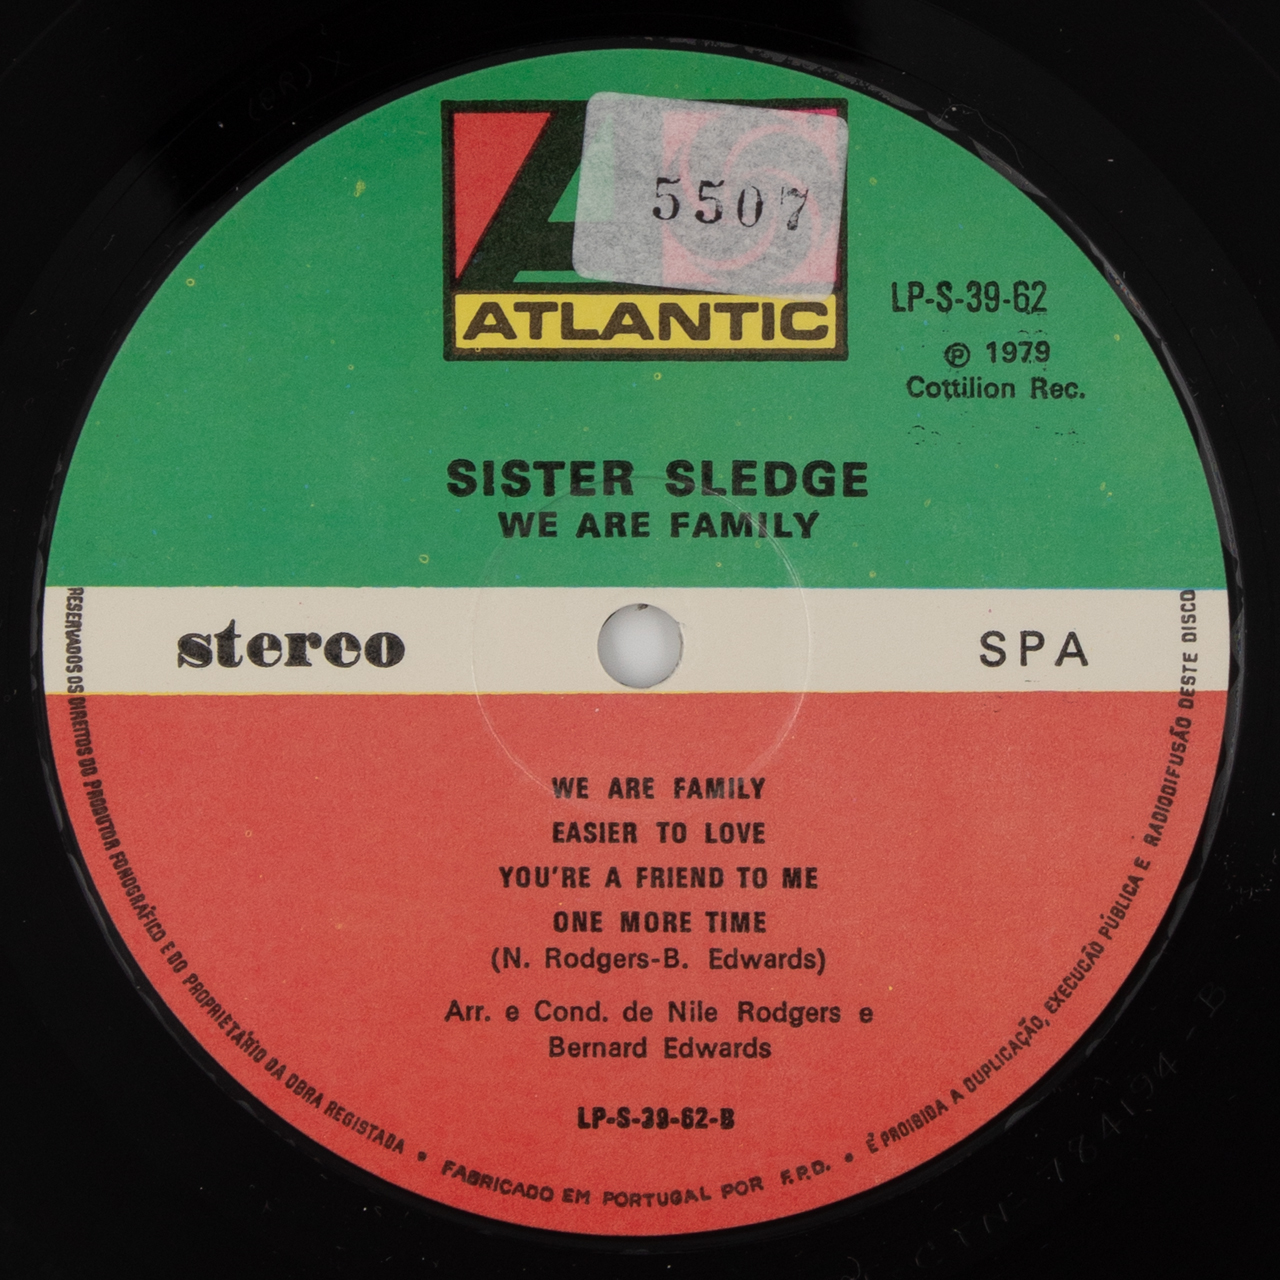 5507
ATLANTIC
LP-S-39-62
℗ 1979
Cottilion Rec.
SISTER SLEDGE
WE ARE FAMILY
stereo
SPA
WE ARE FAMILY
EASIER TO LOVE
YOU'RE A FRIEND TO ME
ONE MORE TIME
(N. Rodgers-B. Edwards)
Arr. e Cond. de Nile Rodgers e
Bernard Edwards
LP-S-39-62-B
RESERVADOS OS DIREITOS DO PRODUTOR FONOGRÁFICO E DO PROPRIETÁRIO DA OBRA REGISTADA • FABRICADO EM PORTUGAL POR F.P.D. • É PROIBIDA A DUPLICAÇÃO, EXECUCÃO PÚBLICA E RADIODIFUSÃO DESTE DISCO